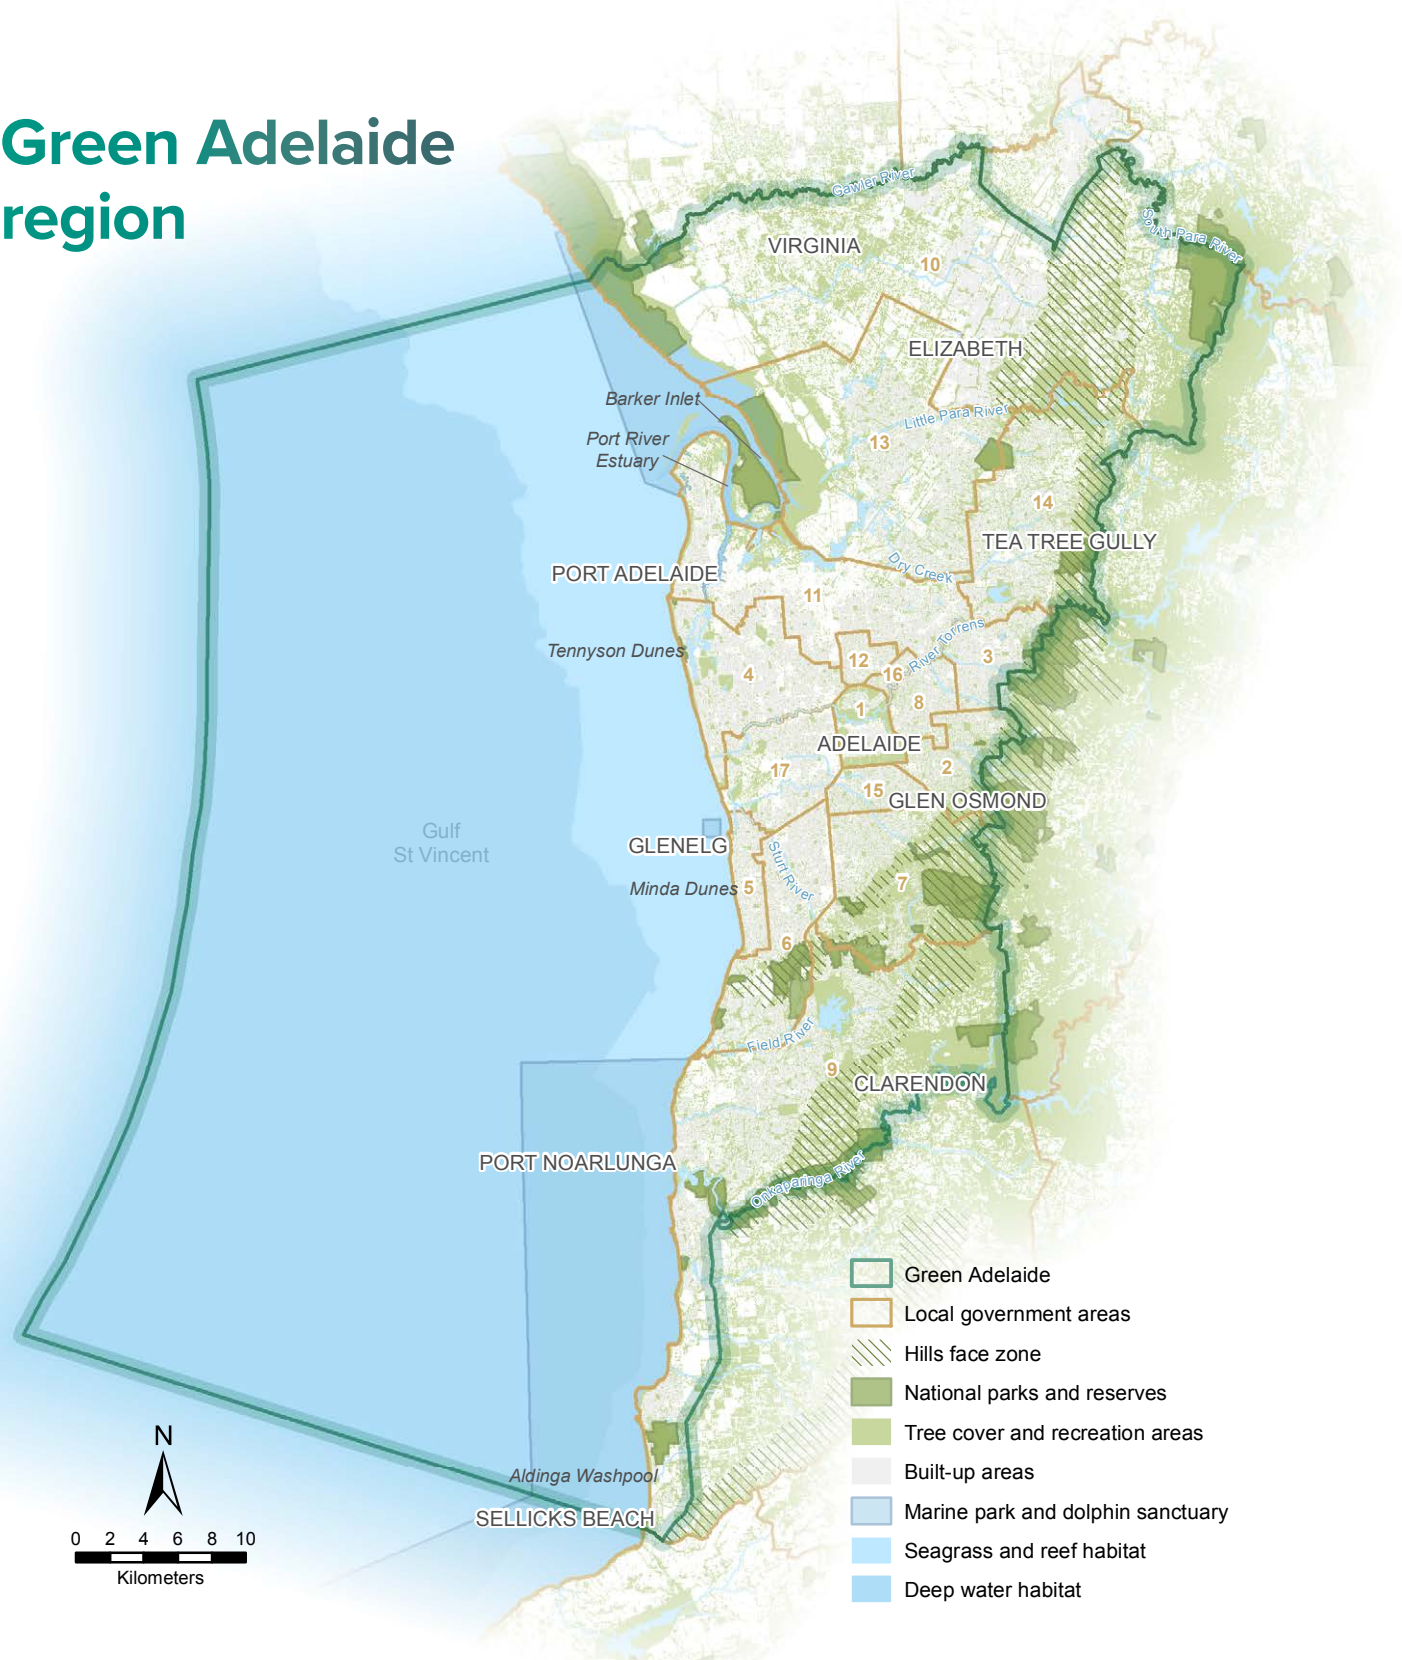 Green Adelaide
region
Gawler River
South Para River
VIRGINIA
10
ELIZABETH
Barker Inlet
Little Para River
Port River
Estuary
13
14
TEA TREE GULLY
Dry Creek
PORT ADELAIDE
11
River Torrens
Tennyson Dunes
12
3
4
16
8
1
ADELAIDE
17
2
15
GLEN OSMOND
Gulf
St Vincent
GLENELG
Sturt River
Minda Dunes
5
7
6
Field River
9
CLARENDON
PORT NOARLUNGA
Onkaparinga River
Aldinga Washpool
SELLICKS BEACH
N
0 2 4 6 8 10
Kilometers
Green Adelaide
Local government areas
Hills face zone
National parks and reserves
Tree cover and recreation areas
Built-up areas
Marine park and dolphin sanctuary
Seagrass and reef habitat
Deep water habitat